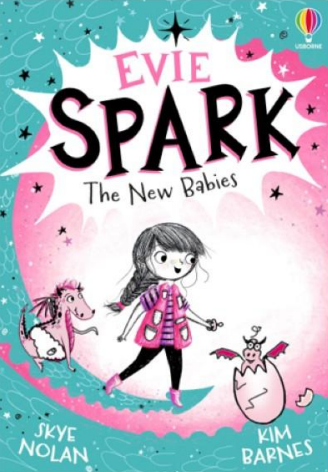 USBORNE
EVIE
SPARK
The New Babies
SKYE
NOLAN
KIM
BARNES